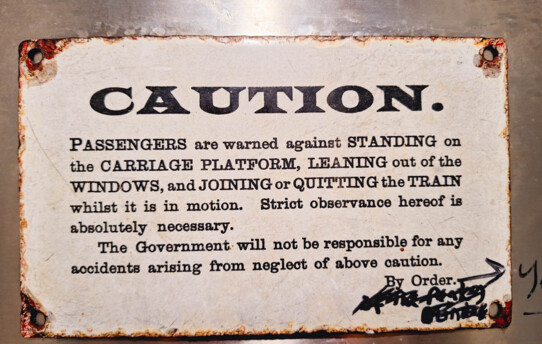 CAUTION.
PASSENGERS are warned against STANDING on
the CARRIAGE PLATFORM, LEANING out of the
WINDOWS, and JOINING or QUITTING the TRAIN
whilst it is in motion. Strict observance hereof is
absolutely necessary.
The Government will not be responsible for any
accidents arising from neglect of above caution.
By Order.